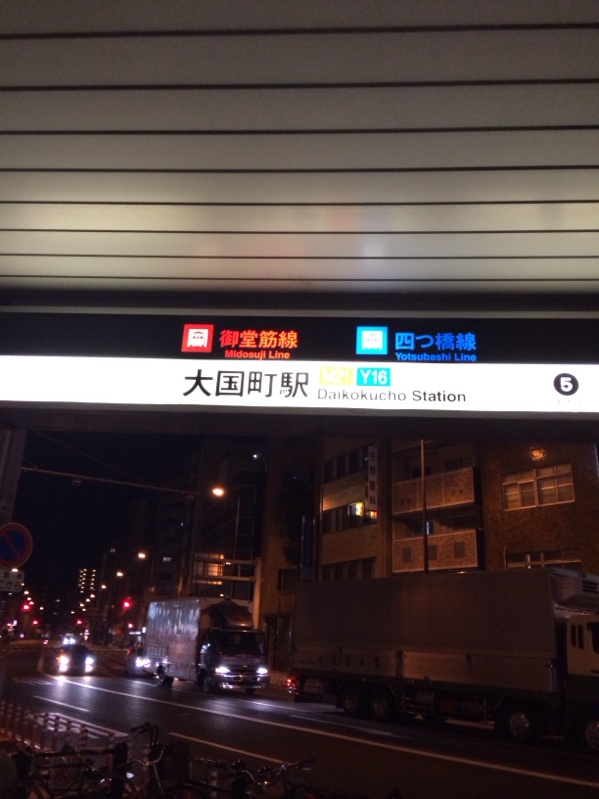 御堂筋線
Midosuji Line
四つ橋線
Yotsubashi Line
大国町駅
M21
Y16
Daikokucho Station
5